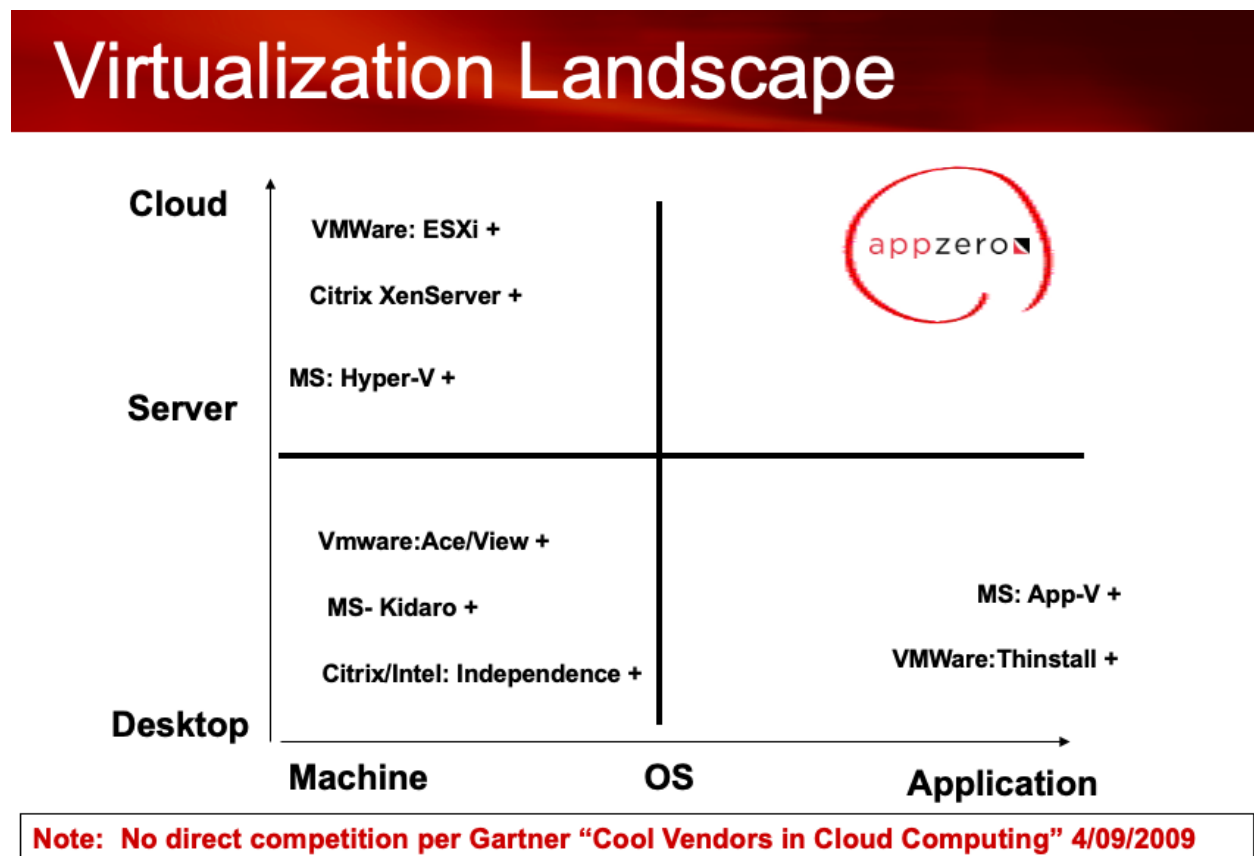 Virtualization Landscape
Cloud
VMWare: ESXi +
appzero
Citrix XenServer +
MS: Hyper-V +
Server
Vmware:Ace/View +
MS: App-V +
MS- Kidaro +
VMWare:Thinstall +
Citrix/Intel: Independence +
Desktop
Machine OS Application
Note: No direct competition per Gartner “Cool Vendors in Cloud Computing” 4/09/2009